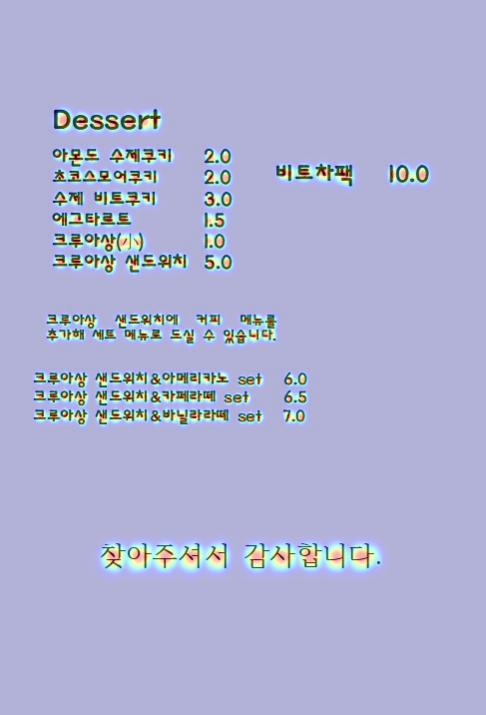 Dessert
아몬드 수제쿠키 2.0
초코스모어쿠키 2.0
수제 비트쿠키 3.0
에그타르트 1.5
크루아상(小) 1.0
크루아상 샌드위치 5.0
비트차팩 10.0
크루아상 샌드위치에 커피 메뉴를
추가해 세트 메뉴로 드실 수 있습니다.
크루아상 샌드위치&아메리카노 set 6.0
크루아상 샌드위치&카페라떼 set 6.5
크루아상 샌드위치&바닐라라떼 set 7.0
찾아주셔서 감사합니다.